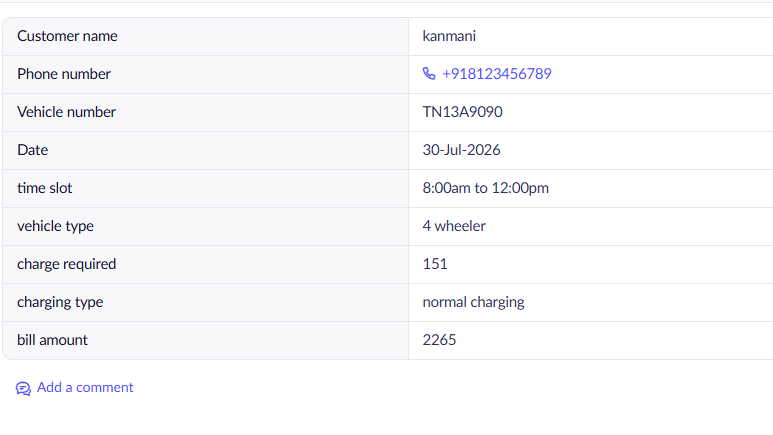 Customer name kanmani
Phone number +918123456789
Vehicle number TN13A9090
Date 30-Jul-2026
time slot 8:00am to 12:00pm
vehicle type 4 wheeler
charge required 151
charging type normal charging
bill amount 2265
Add a comment